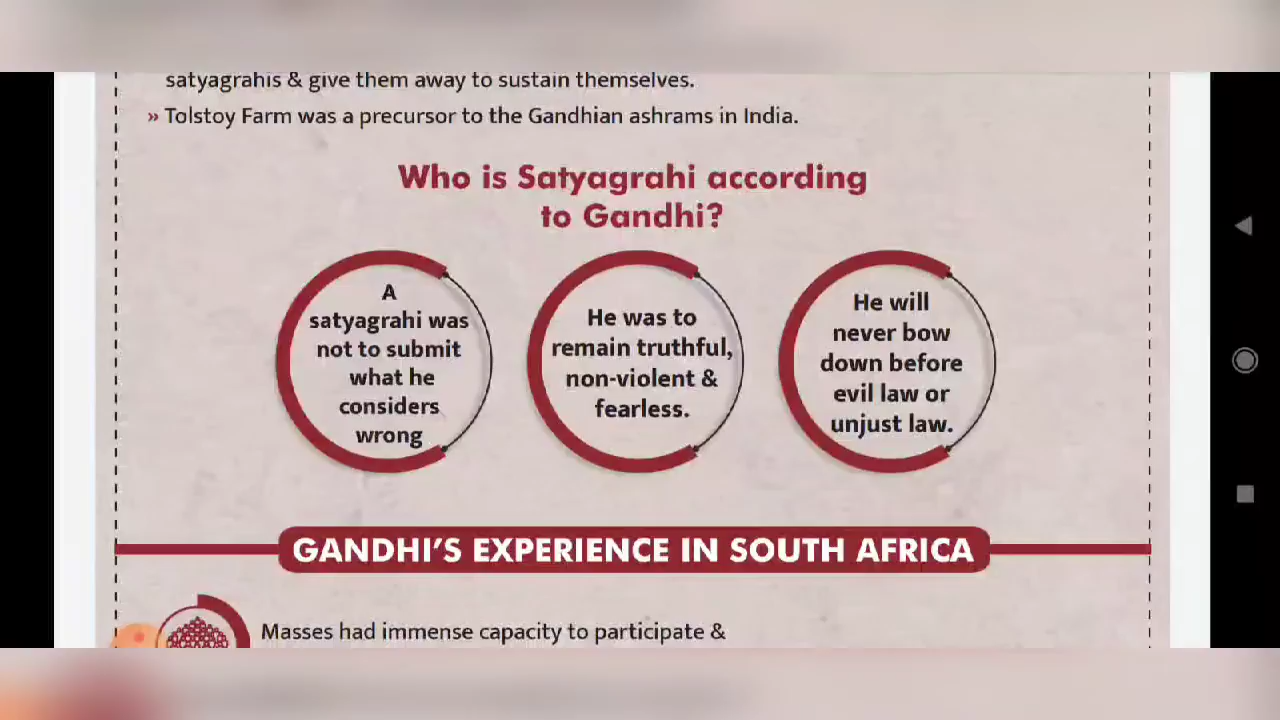 satyagrahis & give them away to sustain themselves.
» Tolstoy Farm was a precursor to the Gandhian ashrams in India.
Who is Satyagrahi according
to Gandhi?
A
satyagrahi was
not to submit
what he
considers
wrong
He was to
remain truthful,
non-violent &
fearless.
He will
never bow
down before
evil law or
unjust law.
GANDHI'S EXPERIENCE IN SOUTH AFRICA
Masses had immense capacity to participate &